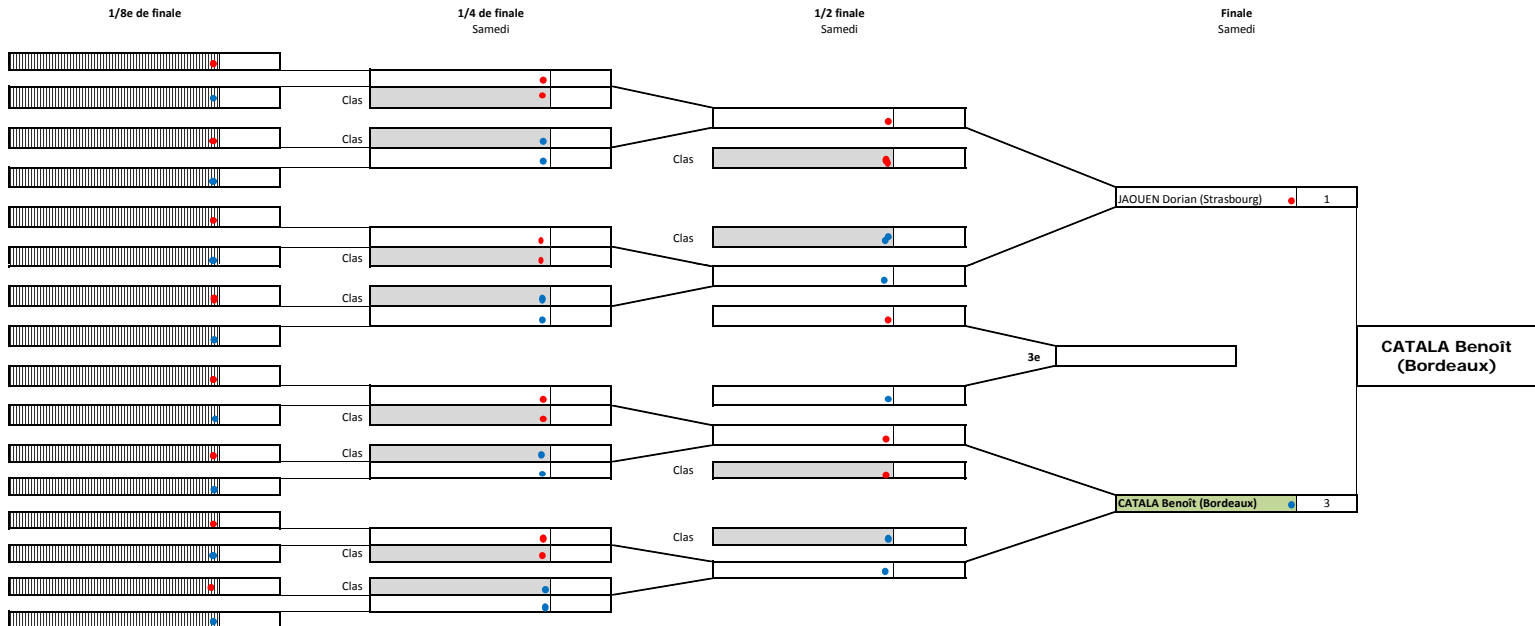 1/8e de finale
1/4 de finale
Samedi
1/2 finale
Samedi
Finale
Samedi
Clas
Clas
Clas
JAOUEN Dorian (Strasbourg) 1
Clas
Clas
Clas
3e
CATALA Benoît
(Bordeaux)
Clas
Clas
Clas
CATALA Benoît (Bordeaux) 3
Clas
Clas
Clas